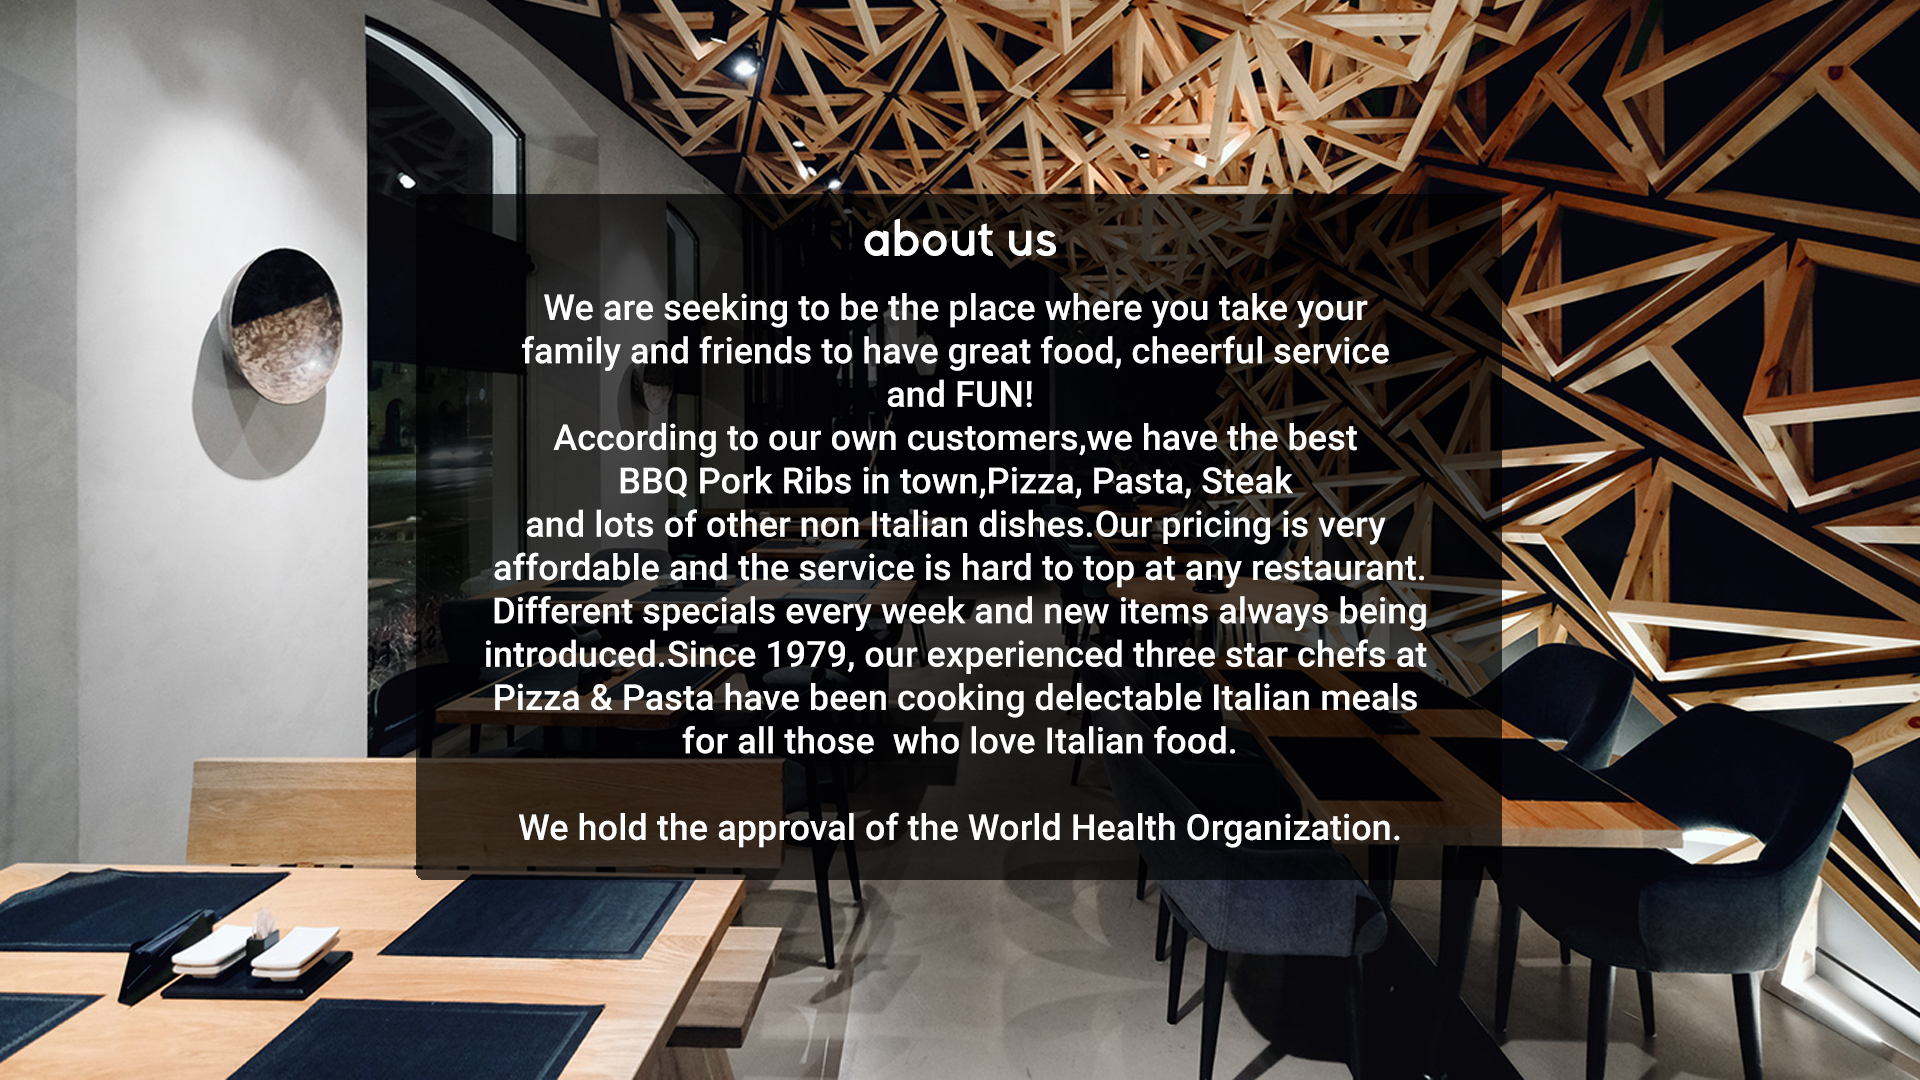 about us
We are seeking to be the place where you take your
family and friends to have great food, cheerful service
and FUN!
According to our own customers,we have the best
BBQ Pork Ribs in town,Pizza, Pasta, Steak
and lots of other non Italian dishes.Our pricing is very
affordable and the service is hard to top at any restaurant.
Different specials every week and new items always being
introduced.Since 1979, our experienced three star chefs at
Pizza & Pasta have been cooking delectable Italian meals
for all those  who love Italian food.
We hold the approval of the World Health Organization.